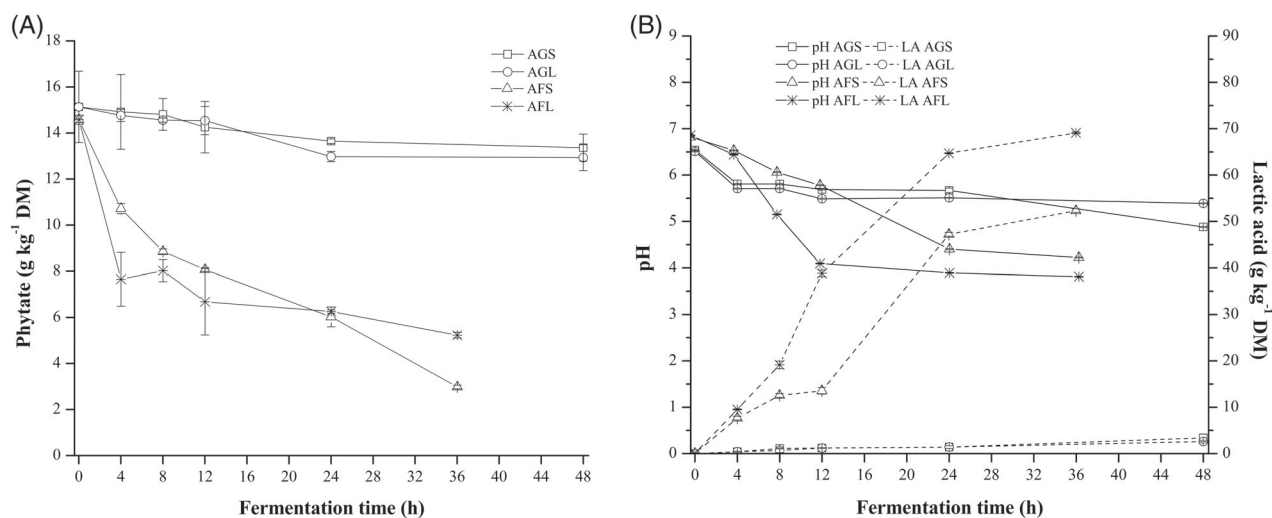 (A)
18
16
14
12
10
8
6
4
2
0
Phytate (g kg⁻¹ DM)
AGS
AGL
AFS
AFL
0 4 8 12 16 20 24 28 32 36 40 44 48
Fermentation time (h)
(B)
9
8
7
6
5
4
3
2
1
0
pH
pH AGS LA AGS
pH AGL LA AGL
pH AFS LA AFS
pH AFL LA AFL
90
80
70
60
50
40
30
20
10
0
Lactic acid (g kg⁻¹ DM)
0 4 8 12 16 20 24 28 32 36 40 44 48
Fermentation time (h)